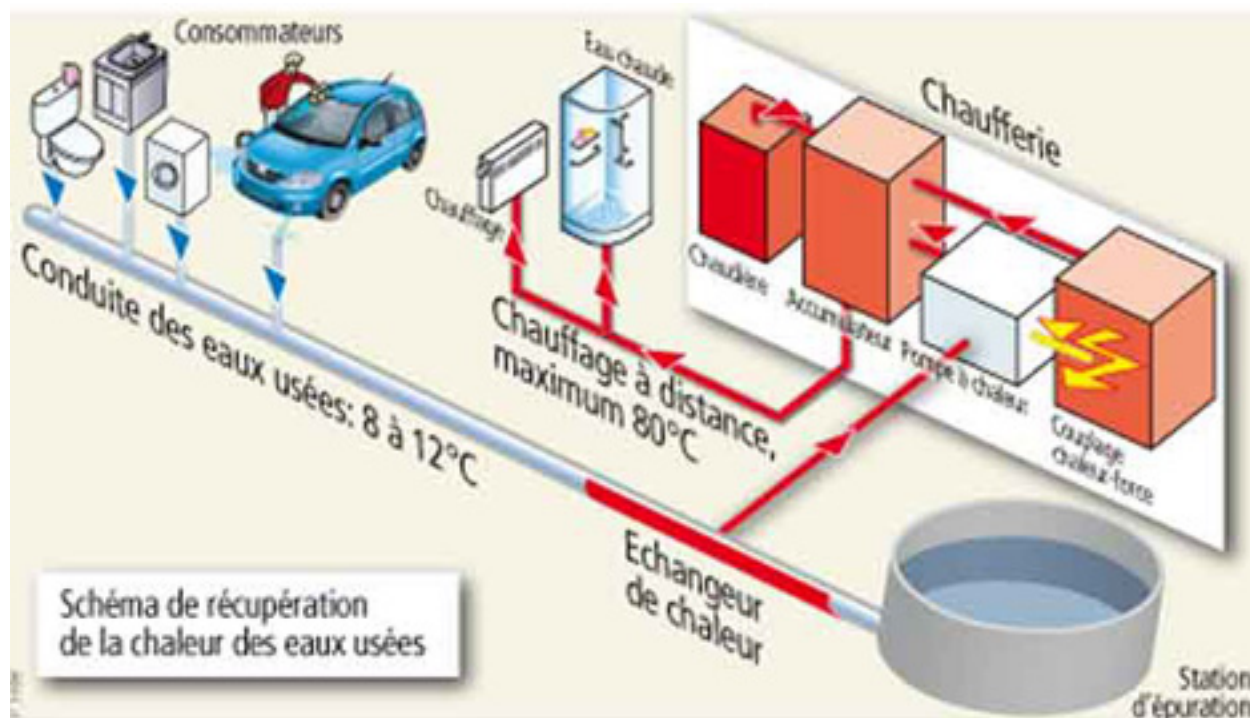 Consommateurs
Eau chaude
Chauffage
Chaufferie
Chaudière
Accumulateur
Pompe à chaleur
Couplage
chaleur-force
Conduite des eaux usées: 8 à 12°C
Chauffage à distance,
maximum 80°C
Echangeur
de chaleur
Schéma de récupération
de la chaleur des eaux usées
Station
d'épuration